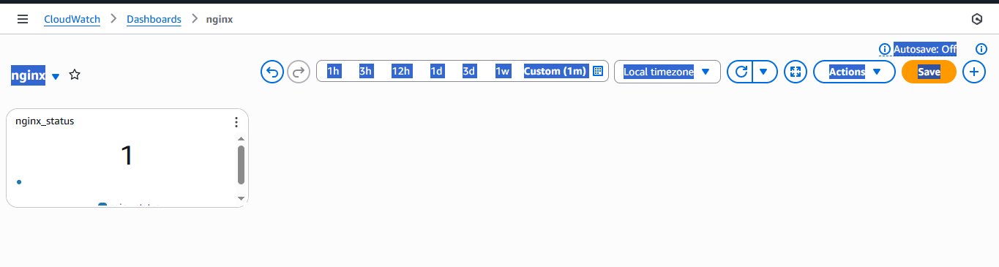 CloudWatch > Dashboards > nginx
Autosave: Off
nginx 1h 3h 12h 1d 3d 1w Custom (1m) Local timezone Actions Save
nginx_status
1